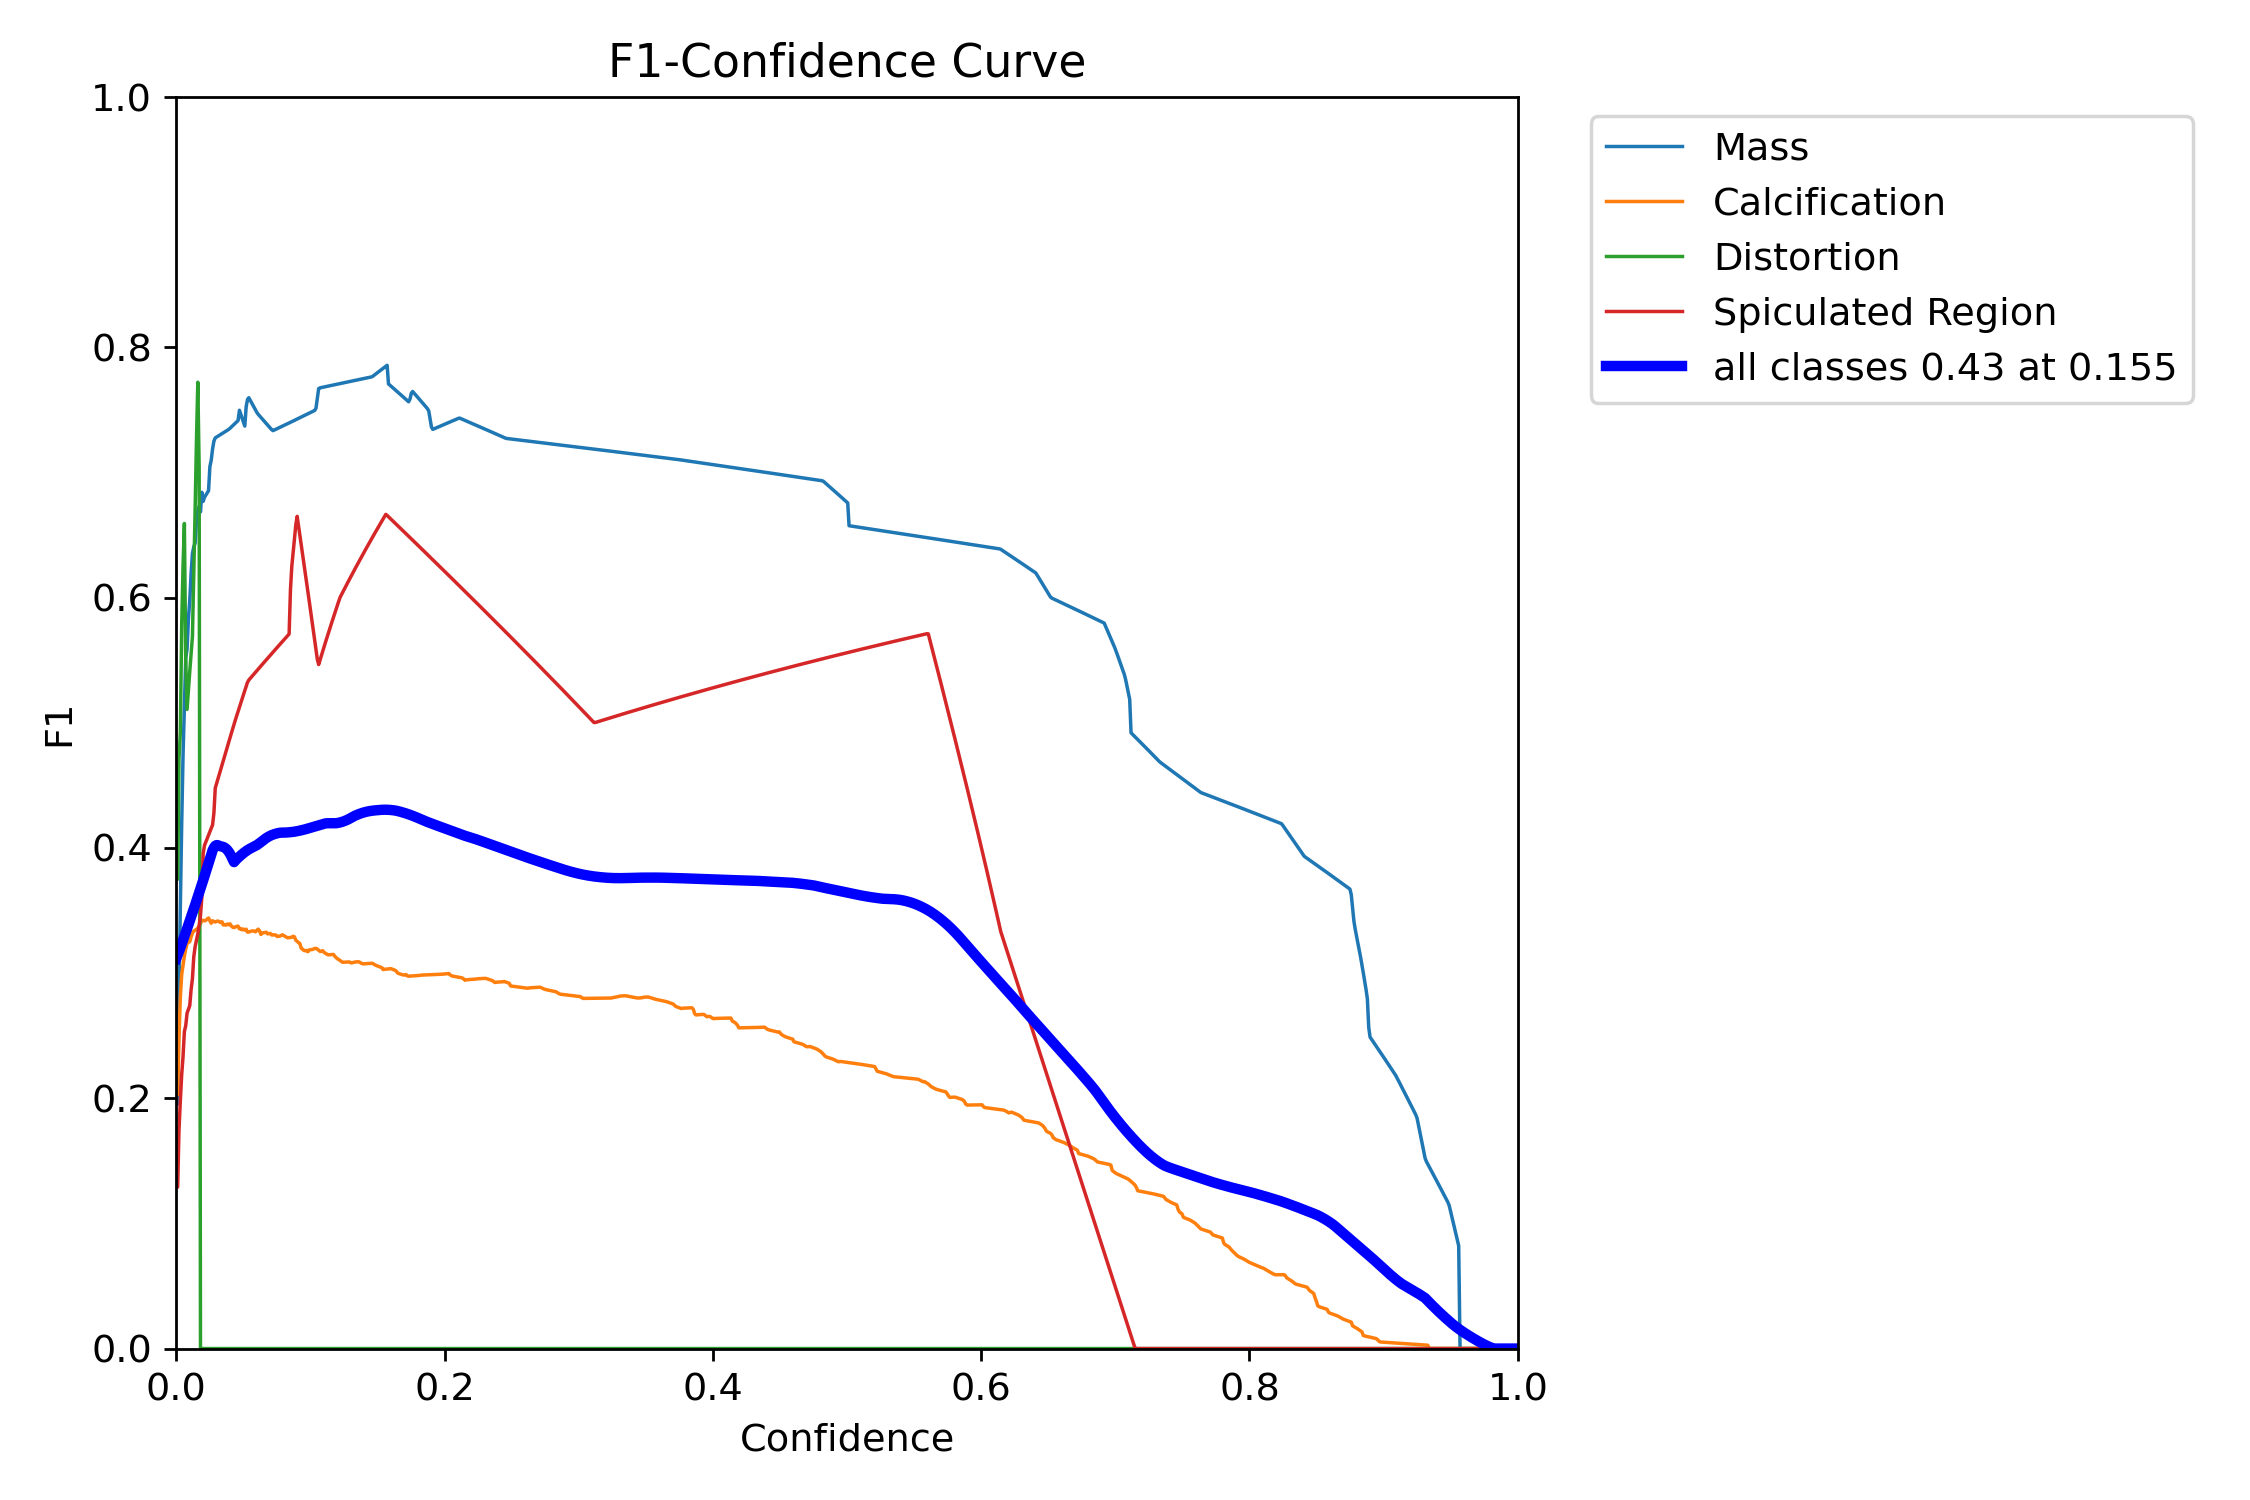 F1-Confidence Curve
1.0
0.8
0.6
0.4
0.2
0.0
F1
0.0 0.2 0.4 0.6 0.8 1.0
Confidence
Mass
Calcification
Distortion
Spiculated Region
all classes 0.43 at 0.155